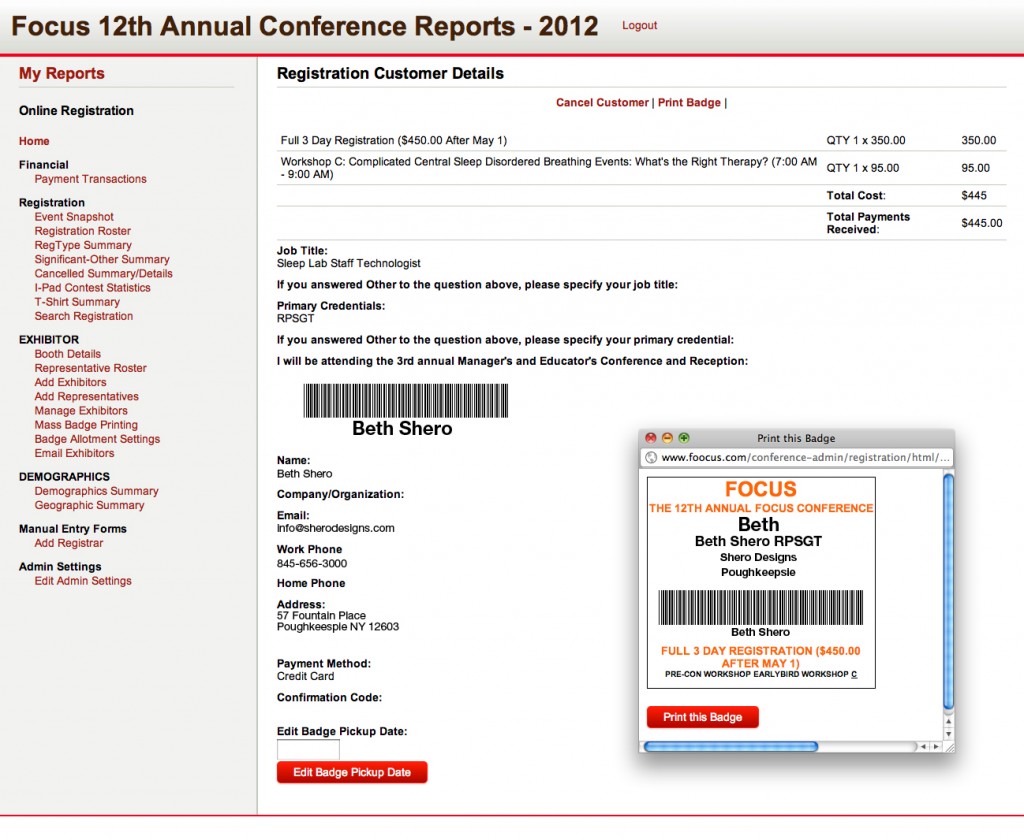 Focus 12th Annual Conference Reports - 2012
Logout
My Reports
Online Registration
Home
Financial
Payment Transactions
Registration
Event Snapshot
Registration Roster
RegType Summary
Significant-Other Summary
Cancelled Summary/Details
I-Pad Contest Statistics
T-Shirt Summary
Search Registration
EXHIBITOR
Booth Details
Representative Roster
Add Exhibitors
Add Representatives
Manage Exhibitors
Mass Badge Printing
Badge Allotment Settings
Email Exhibitors
DEMOGRAPHICS
Demographics Summary
Geographic Summary
Manual Entry Forms
Add Registrar
Admin Settings
Edit Admin Settings
Registration Customer Details
Cancel Customer | Print Badge |
Full 3 Day Registration ($450.00 After May 1) QTY 1 x 350.00 350.00
Workshop C: Complicated Central Sleep Disordered Breathing Events: What's the Right Therapy? (7:00 AM
- 9:00 AM) QTY 1 x 95.00 95.00
Total Cost: $445
Total Payments
Received: $445.00
Job Title:
Sleep Lab Staff Technologist
If you answered Other to the question above, please specify your job title:
Primary Credentials:
RPSGT
If you answered Other to the question above, please specify your primary credential:
I will be attending the 3rd annual Manager's and Educator's Conference and Reception:
Beth Shero
Name:
Beth Shero
Company/Organization:
Email:
info@sherodesigns.com
Work Phone
845-656-3000
Home Phone
Address:
57 Fountain Place
Poughkeepsie NY 12603
Payment Method:
Credit Card
Confirmation Code:
Edit Badge Pickup Date:
Edit Badge Pickup Date
Print this Badge
www.foocus.com/conference-admin/registration/html/...
FOCUS
THE 12TH ANNUAL FOCUS CONFERENCE
Beth
Beth Shero RPSGT
Shero Designs
Poughkeepsie
Beth Shero
FULL 3 DAY REGISTRATION ($450.00
AFTER MAY 1)
PRE-CON WORKSHOP EARLYBIRD WORKSHOP C
Print this Badge